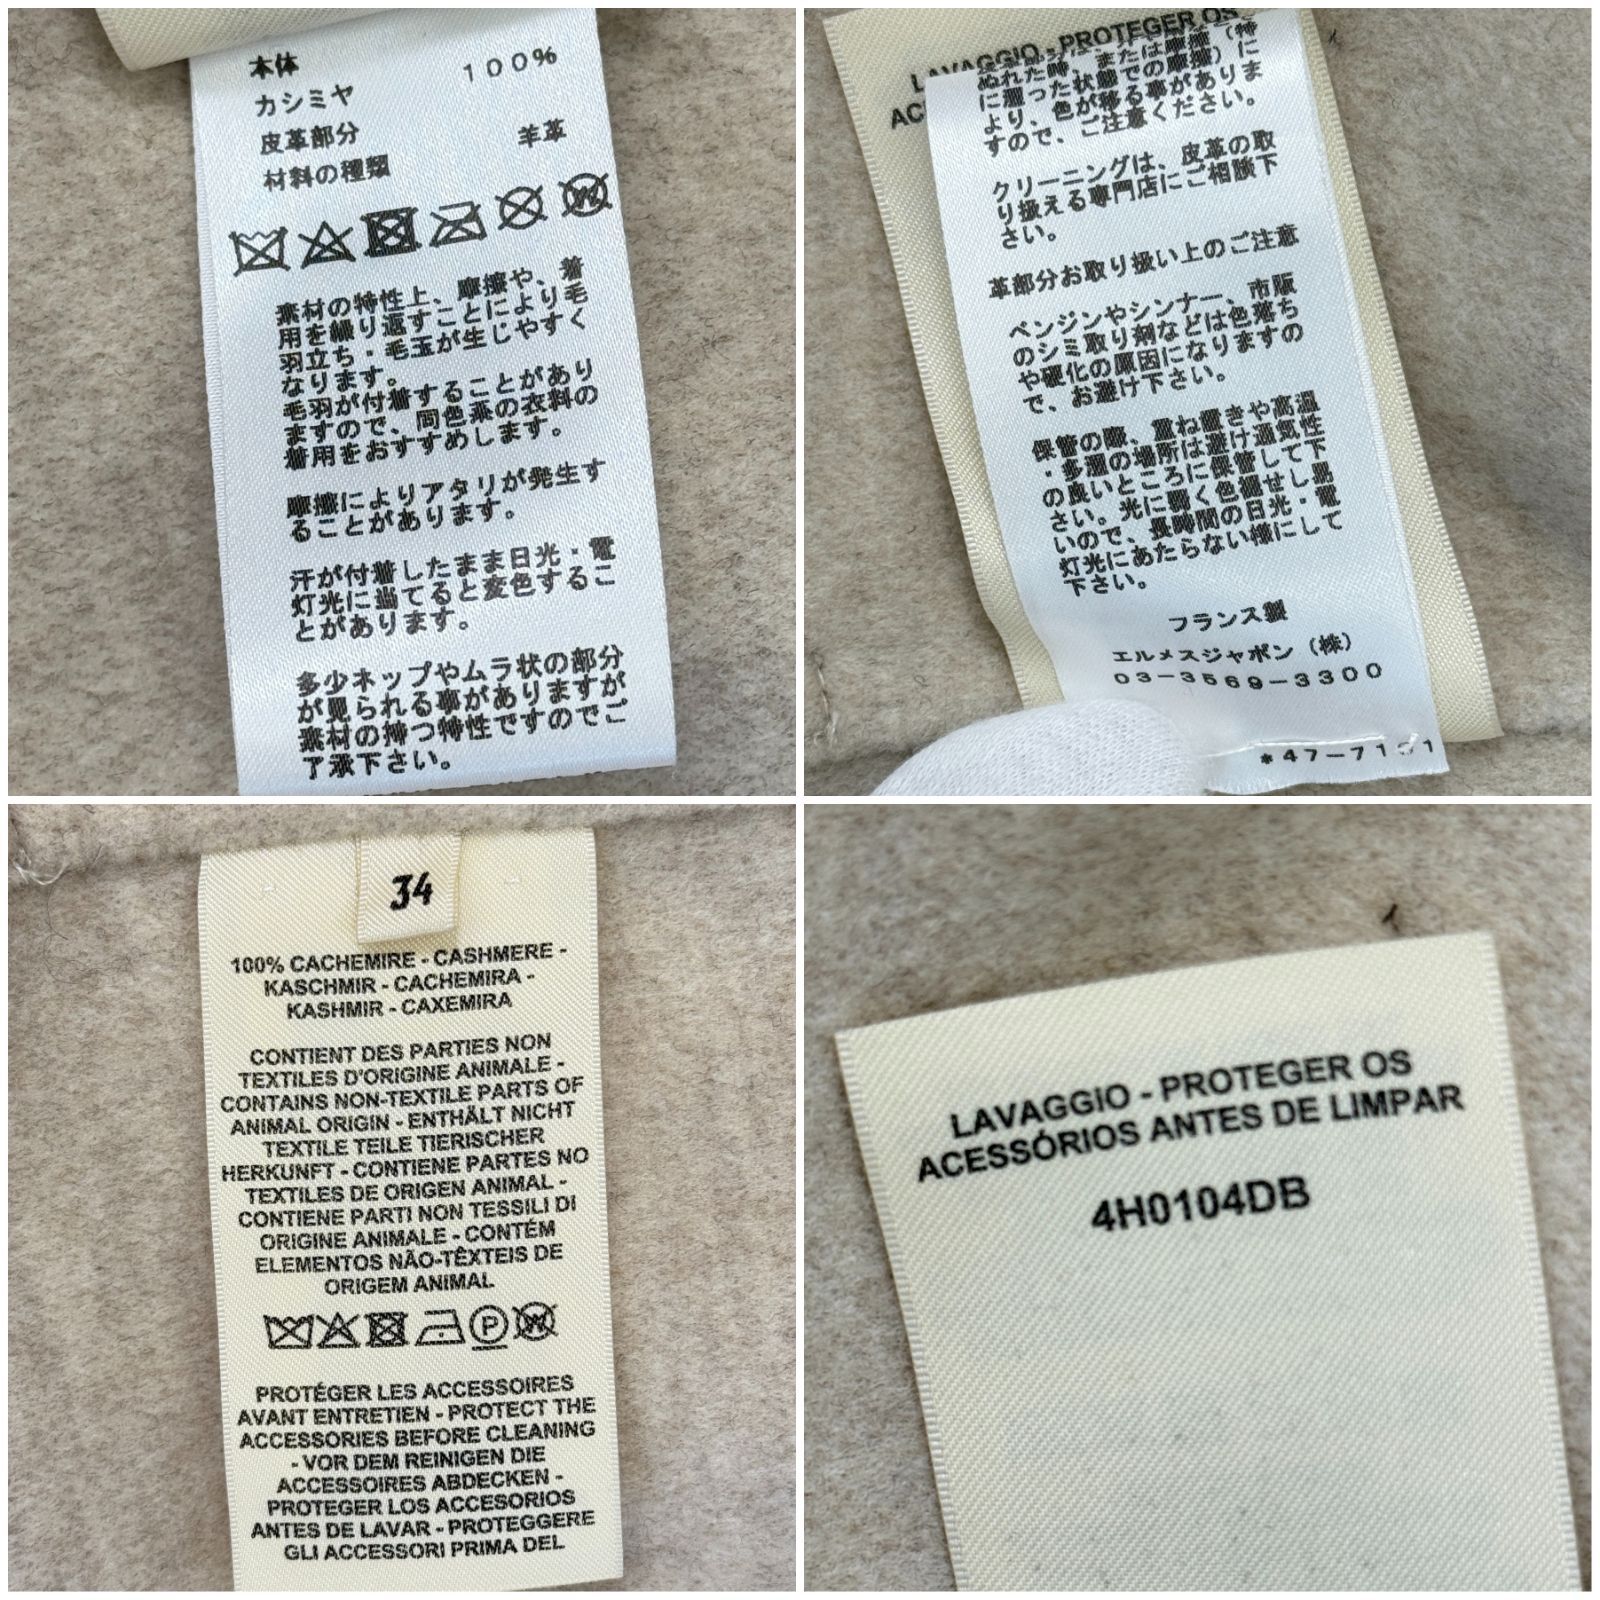 本体
カシミヤ 100%
皮革部分
材料の種類 羊革
素材の特性上、摩擦や、着
用を繰り返すことにより毛
羽立ち・毛玉が生じやすく
なります。
毛羽が付着することがあり
ますので、同色系の衣料の
着用をおすすめします。
摩擦によりアタリが発生す
ることがあります。
汗が付着したまま日光・電
灯光に当てると変色するこ
とがあります。
多少ネップやムラ状の部分
が見られる事がありますが
素材の持つ特性ですのでご
了承下さい。
LAVAGGIO - PROTEGER OS
AC
ぬれた時、または摩擦（特
に湿った状態での摩擦）に
より、色が移る事がありま
すので、ご注意ください。
クリーニングは、皮革の取
り扱える専門店にご相談下
さい。
革部分お取り扱い上のご注意
ベンジンやシンナー、市販
のシミ取り剤などは色落ち
や硬化の原因になりますの
で、お避け下さい。
保管の際、重ね置きや高温
・多湿の場所は避け通気性
の良いところに保管して下
さい。光に弱く色褪せし易
いので、長時間の日光・電
灯光にあたらない様にして
下さい。
フランス製
エルメスジャポン（株）
03-3569-3300
34
100% CACHEMIRE - CASHMERE -
KASCHMIR - CACHEMIRA -
KASHMIR - CAXEMIRA
CONTIENT DES PARTIES NON
TEXTILES D'ORIGINE ANIMALE -
CONTAINS NON-TEXTILE PARTS OF
ANIMAL ORIGIN - ENTHÄLT NICHT
TEXTILE TEILE TIERISCHER
HERKUNFT - CONTIENE PARTES NO
TEXTILES DE ORIGEN ANIMAL -
CONTIENE PARTI NON TESSILI DI
ORIGINE ANIMALE - CONTÉM
ELEMENTOS NÃO-TÊXTEIS DE
ORIGEM ANIMAL
P W
PROTÉGER LES ACCESSOIRES
AVANT ENTRETIEN - PROTECT THE
ACCESSORIES BEFORE CLEANING
- VOR DEM REINIGEN DIE
ACCESSOIRES ABDECKEN -
PROTEGER LOS ACCESORIOS
ANTES DE LAVAR - PROTEGGERE
GLI ACCESSORI PRIMA DEL
LAVAGGIO - PROTEGER OS
ACESSÓRIOS ANTES DE LIMPAR
4H0104DB